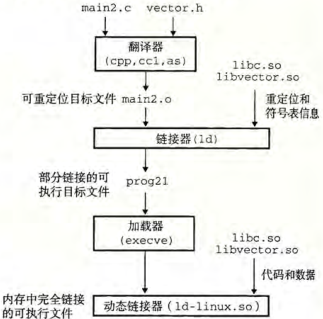 main2.c vector.h
翻译器
(cpp,cc1,as)
libc.so
libvector.so
可重定位目标文件 main2.o
重定位和
符号表信息
链接器(ld)
部分链接的可
执行目标文件
prog21
加载器
(execve)
libc.so
libvector.so
代码和数据
内存中完全链接
的可执行文件
动态链接器(ld-linux.so)